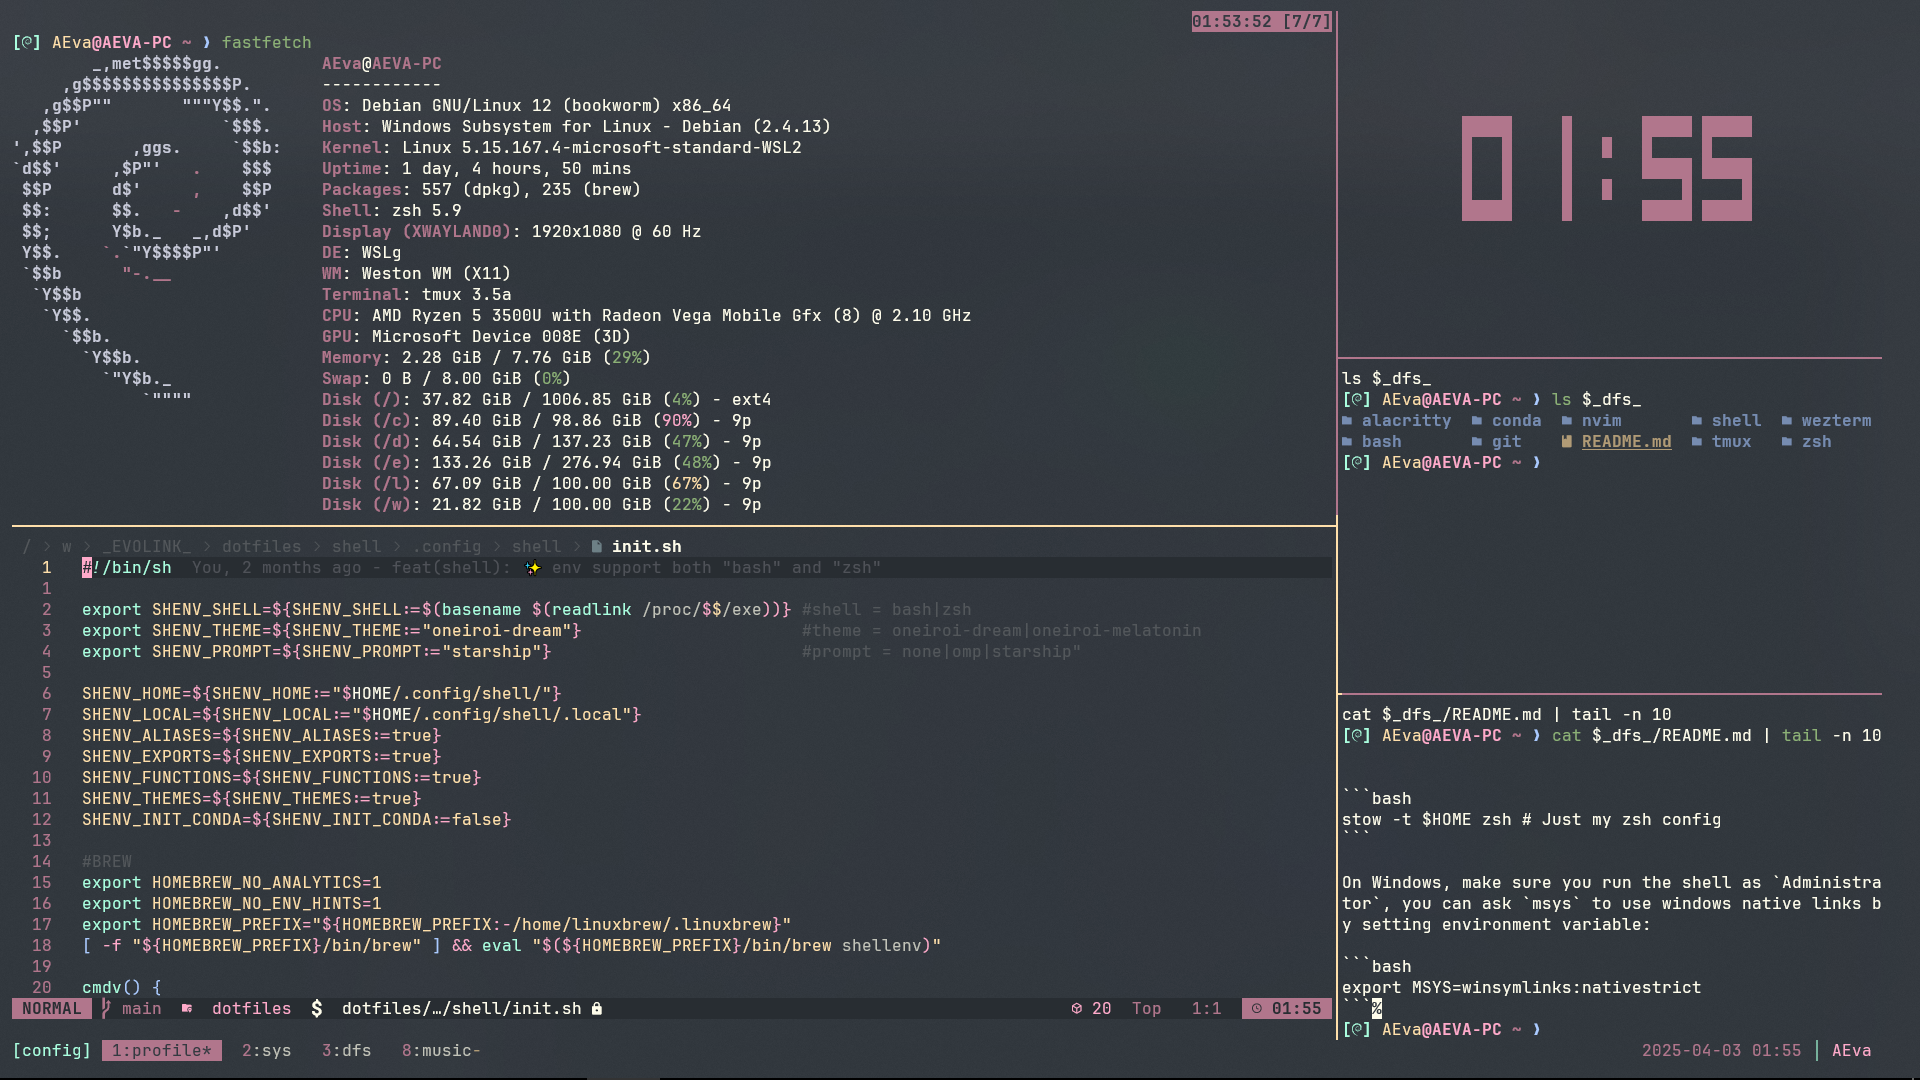 01:53:52 [7/7]
[] AEva@AEVA-PC ~ ❱ fastfetch
_,met$$$$$gg.
,g$$$$$$$$$$$$$$$P.
,g$$P""       """Y$$.".
,$$P'              `$$$.
',$$P       ,ggs.     `$$b:
`d$$'     ,$P"'   .    $$$
$$P      d$'     ,    $$P
$$:      $$.   -    ,d$$'
$$;      Y$b._   _,d$P'
Y$$.    `.`"Y$$$$P"'
`$$b      "-.__
`Y$$b
`Y$$.
`$$b.
`Y$$b.
`"Y$b._
`""""
AEva@AEVA-PC
------------
OS: Debian GNU/Linux 12 (bookworm) x86_64
Host: Windows Subsystem for Linux - Debian (2.4.13)
Kernel: Linux 5.15.167.4-microsoft-standard-WSL2
Uptime: 1 day, 4 hours, 50 mins
Packages: 557 (dpkg), 235 (brew)
Shell: zsh 5.9
Display (XWAYLAND0): 1920x1080 @ 60 Hz
DE: WSLg
WM: Weston WM (X11)
Terminal: tmux 3.5a
CPU: AMD Ryzen 5 3500U with Radeon Vega Mobile Gfx (8) @ 2.10 GHz
GPU: Microsoft Device 008E (3D)
Memory: 2.28 GiB / 7.76 GiB (29%)
Swap: 0 B / 8.00 GiB (0%)
Disk (/): 37.82 GiB / 1006.85 GiB (4%) - ext4
Disk (/c): 89.40 GiB / 98.86 GiB (90%) - 9p
Disk (/d): 64.54 GiB / 137.23 GiB (47%) - 9p
Disk (/e): 133.26 GiB / 276.94 GiB (48%) - 9p
Disk (/l): 67.09 GiB / 100.00 GiB (67%) - 9p
Disk (/w): 21.82 GiB / 100.00 GiB (22%) - 9p
/ > w > _EVOLINK_ > dotfiles > shell > .config > shell > init.sh
1 #!/bin/sh  You, 2 months ago - feat(shell): ✨ env support both "bash" and "zsh"
1
2 export SHENV_SHELL=${SHENV_SHELL:=$(basename $(readlink /proc/$$/exe))} #shell = bash|zsh
3 export SHENV_THEME=${SHENV_THEME:="oneiroi-dream"} #theme = oneiroi-dream|oneiroi-melatonin
4 export SHENV_PROMPT=${SHENV_PROMPT:="starship"} #prompt = none|omp|starship"
5
6 SHENV_HOME=${SHENV_HOME:="$HOME/.config/shell/"}
7 SHENV_LOCAL=${SHENV_LOCAL:="$HOME/.config/shell/.local"}
8 SHENV_ALIASES=${SHENV_ALIASES:=true}
9 SHENV_EXPORTS=${SHENV_EXPORTS:=true}
10 SHENV_FUNCTIONS=${SHENV_FUNCTIONS:=true}
11 SHENV_THEMES=${SHENV_THEMES:=true}
12 SHENV_INIT_CONDA=${SHENV_INIT_CONDA:=false}
13
14 #BREW
15 export HOMEBREW_NO_ANALYTICS=1
16 export HOMEBREW_NO_ENV_HINTS=1
17 export HOMEBREW_PREFIX="${HOMEBREW_PREFIX:-/home/linuxbrew/.linuxbrew}"
18 [ -f "${HOMEBREW_PREFIX}/bin/brew" ] && eval "$(${HOMEBREW_PREFIX}/bin/brew shellenv)"
19
20 cmdv() {
NORMAL main dotfiles $ dotfiles/…/shell/init.sh 20 Top 1:1 01:55
01:55
ls $_dfs_
[] AEva@AEVA-PC ~ ❱ ls $_dfs_
alacritty conda nvim shell wezterm
bash git README.md tmux zsh
[] AEva@AEVA-PC ~ ❱
cat $_dfs_/README.md | tail -n 10
[] AEva@AEVA-PC ~ ❱ cat $_dfs_/README.md | tail -n 10
```bash
stow -t $HOME zsh # Just my zsh config
```
On Windows, make sure you run the shell as `Administra
tor`, you can ask `msys` to use windows native links b
y setting environment variable:
```bash
export MSYS=winsymlinks:nativestrict
```%
[] AEva@AEVA-PC ~ ❱
[config] 1:profile* 2:sys 3:dfs 8:music- 2025-04-03 01:55 | AEva